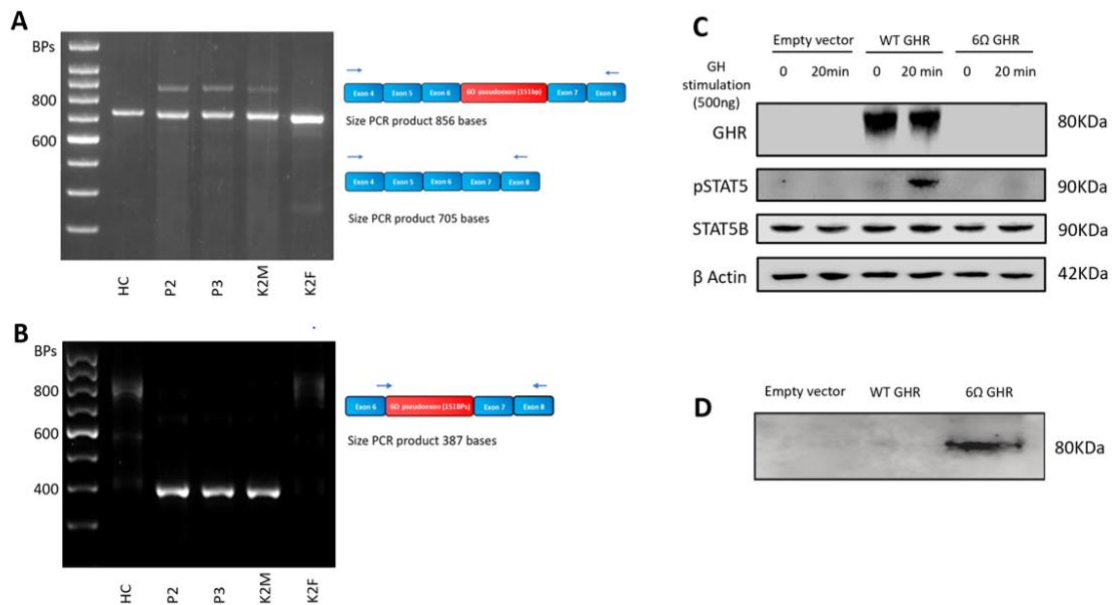 A
BPs
800
600
HC
P2
P3
K2M
K2F
Exon 4 Exon 5 Exon 6 6Ω pseudoexon (151bp) Exon 7 Exon 8
Size PCR product 856 bases
Exon 4 Exon 5 Exon 6 Exon 7 Exon 8
Size PCR product 705 bases
B
BPs
800
600
400
HC
P2
P3
K2M
K2F
Exon 6 6Ω pseudoexon (151BPs) Exon 7 Exon 8
Size PCR product 387 bases
C
Empty vector WT GHR 6Ω GHR
GH
stimulation
(500ng)
0 20min 0 20 min 0 20 min
GHR 80KDa
pSTAT5 90KDa
STAT5B 90KDa
β Actin 42KDa
D
Empty vector WT GHR 6Ω GHR
80KDa